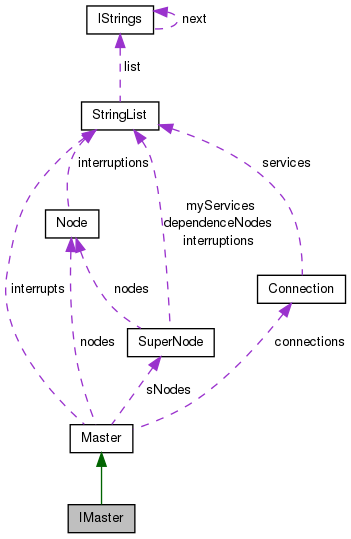 IStrings
next
list
StringList
interruptions
services
myServices
dependenceNodes
interruptions
Node
interrupts
nodes
Connection
SuperNode
nodes
connections
sNodes
Master
IMaster